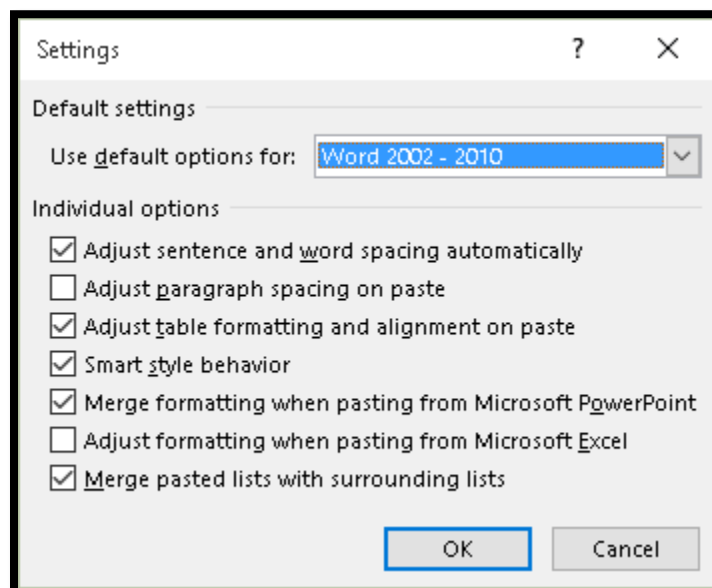 Settings
Default settings
Use default options for: Word 2002 - 2010
Individual options
Adjust sentence and word spacing automatically
Adjust paragraph spacing on paste
Adjust table formatting and alignment on paste
Smart style behavior
Merge formatting when pasting from Microsoft PowerPoint
Adjust formatting when pasting from Microsoft Excel
Merge pasted lists with surrounding lists
OK Cancel